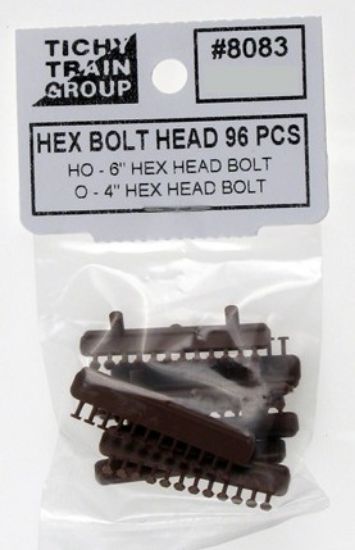 TICHY
TRAIN
GROUP
#8083
HEX BOLT HEAD 96 PCS
HO - 6" HEX HEAD BOLT
O - 4" HEX HEAD BOLT